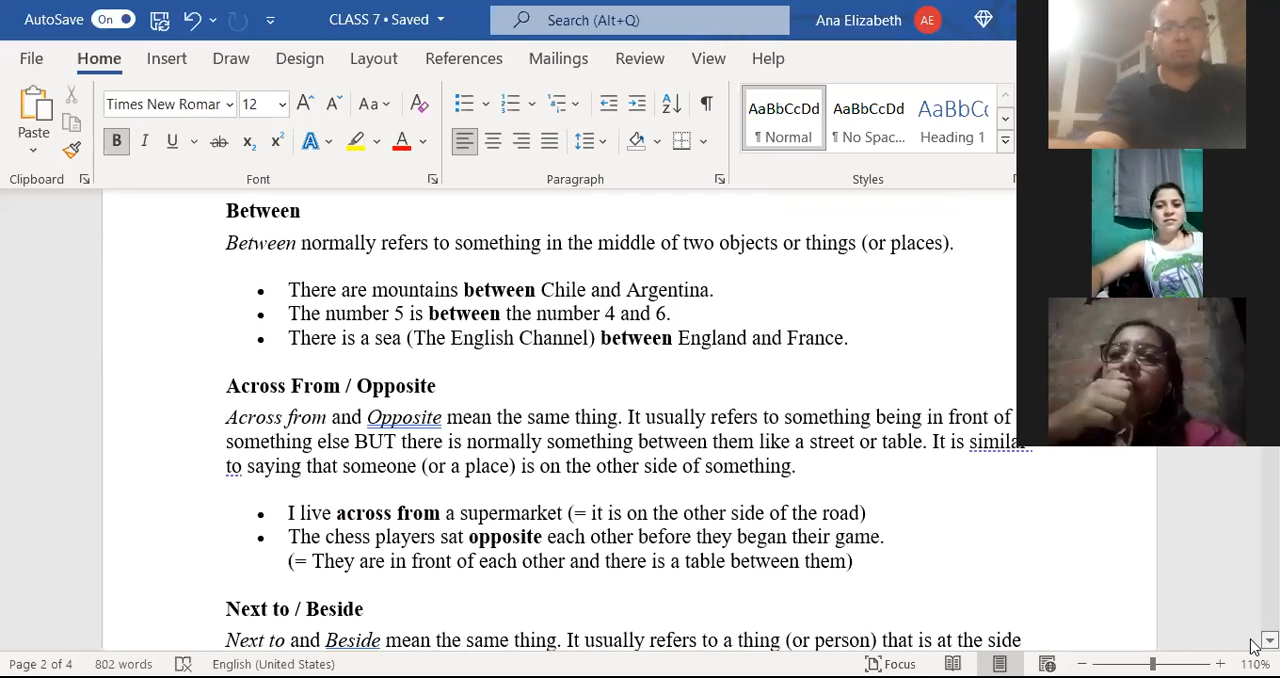 AutoSave On CLASS 7 • Saved Search (Alt+Q) Ana Elizabeth AE
File Home Insert Draw Design Layout References Mailings Review View Help
Paste Times New Romar 12 A A Aa A AaBbCcDd AaBbCcDd AaBbCc
B I U ab x₂ x² A A ¶ Normal ¶ No Spac... Heading 1
Clipboard Font Paragraph Styles
Between
Between normally refers to something in the middle of two objects or things (or places).
• There are mountains between Chile and Argentina.
• The number 5 is between the number 4 and 6.
• There is a sea (The English Channel) between England and France.
Across From / Opposite
Across from and Opposite mean the same thing. It usually refers to something being in front of
something else BUT there is normally something between them like a street or table. It is similar
to saying that someone (or a place) is on the other side of something.
• I live across from a supermarket (= it is on the other side of the road)
• The chess players sat opposite each other before they began their game.
(= They are in front of each other and there is a table between them)
Next to / Beside
Next to and Beside mean the same thing. It usually refers to a thing (or person) that is at the side
Page 2 of 4 802 words English (United States) Focus 110%